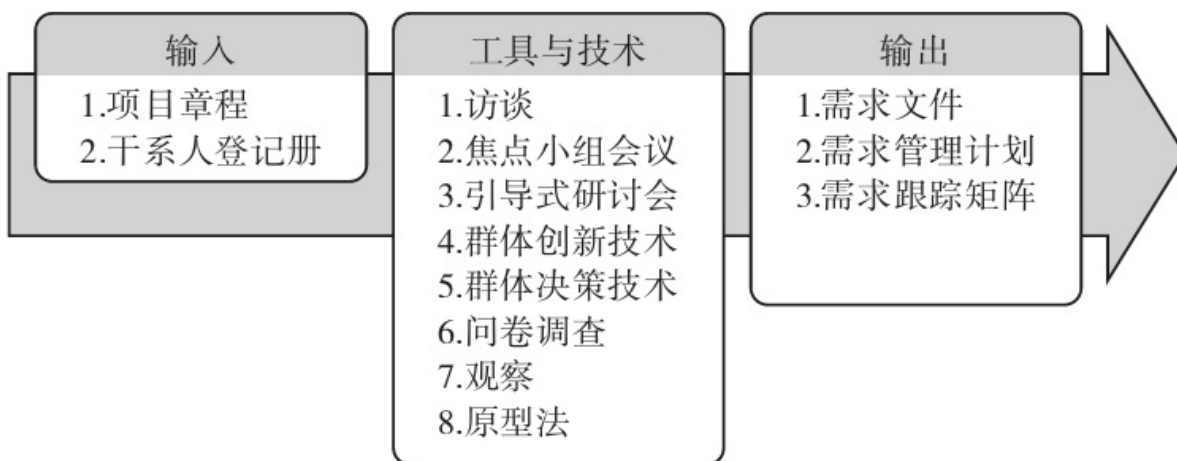 输入
1.项目章程
2.干系人登记册
工具与技术
1.访谈
2.焦点小组会议
3.引导式研讨会
4.群体创新技术
5.群体决策技术
6.问卷调查
7.观察
8.原型法
输出
1.需求文件
2.需求管理计划
3.需求跟踪矩阵